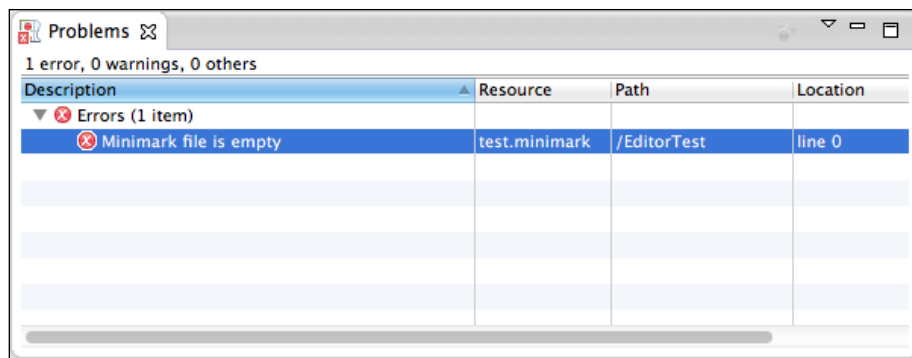 Problems
1 error, 0 warnings, 0 others
Description Resource Path Location
Errors (1 item)
Minimark file is empty test.minimark /EditorTest line 0